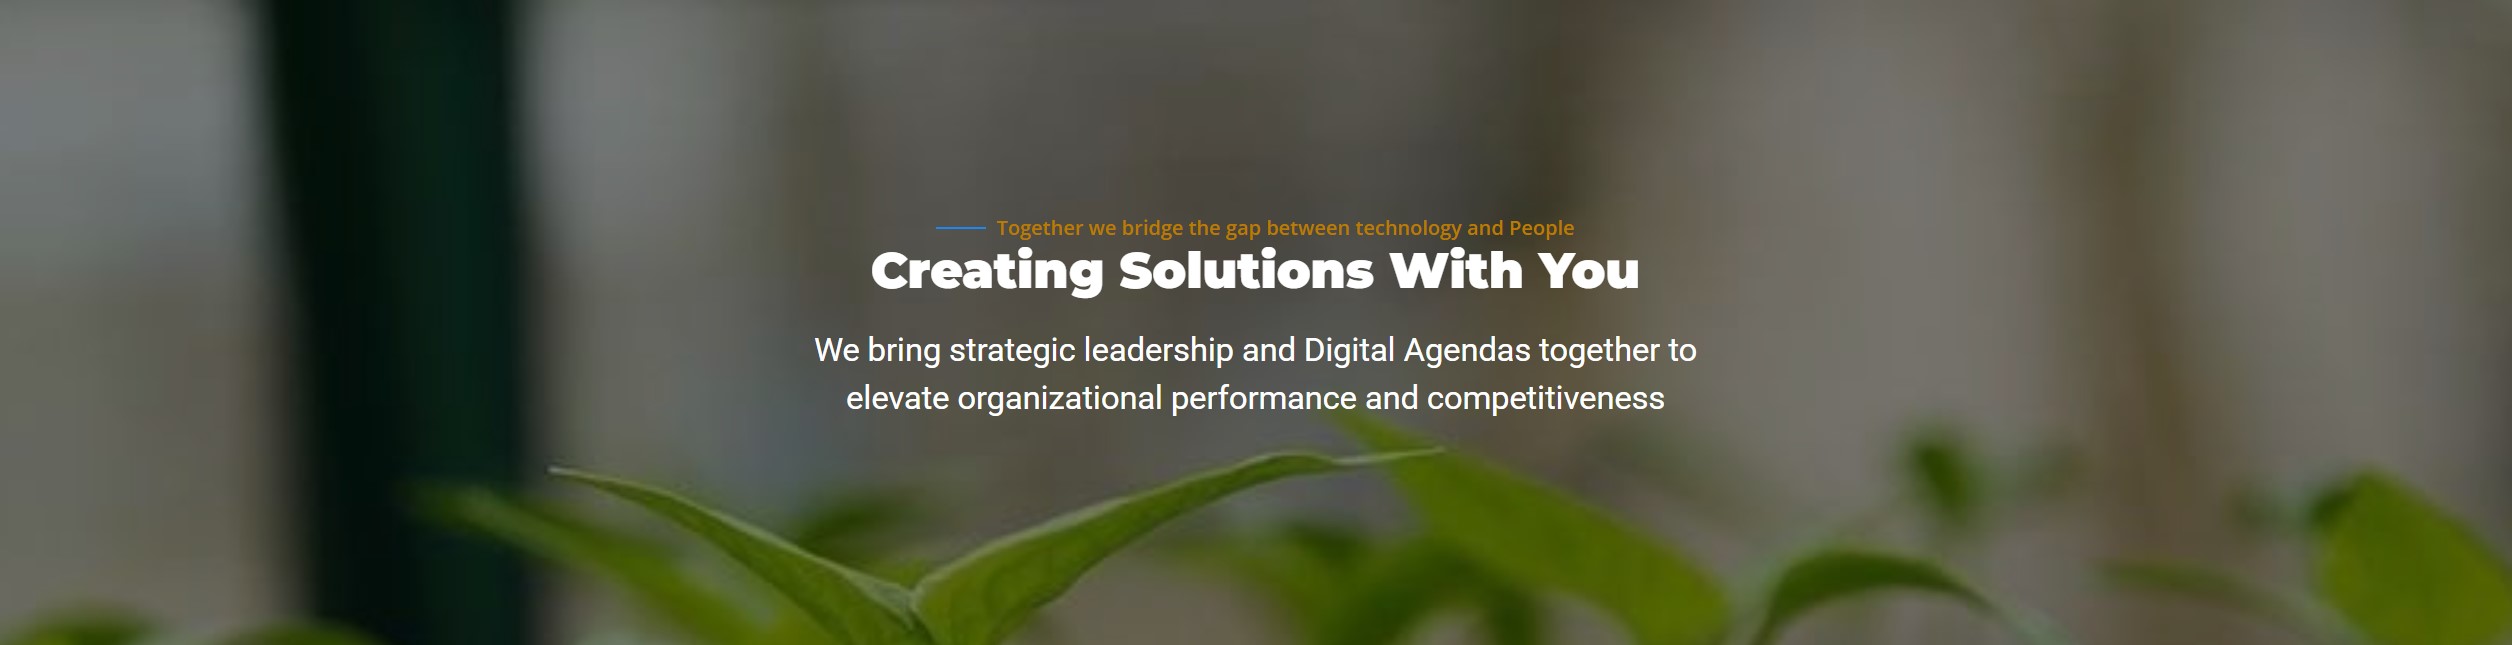 Together we bridge the gap between technology and People
Creating Solutions With You
We bring strategic leadership and Digital Agendas together to
elevate organizational performance and competitiveness